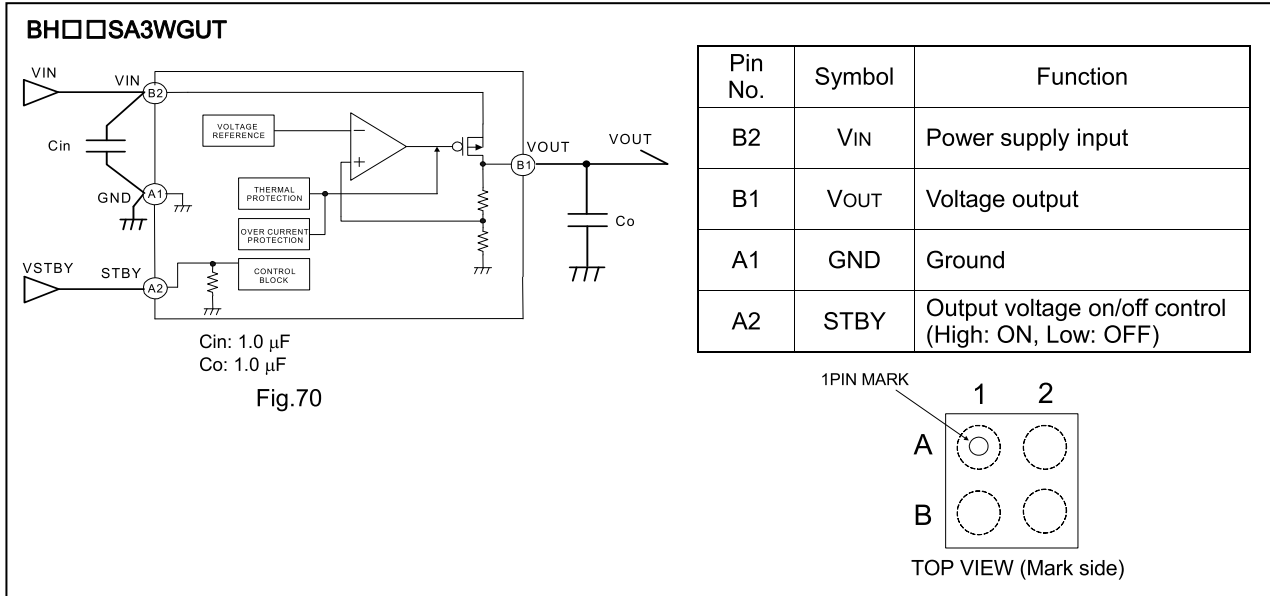 BH□□SA3WGUT
VIN
VIN
B2
Cin
GND
A1
VSTBY
STBY
A2
VOLTAGE
REFERENCE
THERMAL
PROTECTION
OVER CURRENT
PROTECTION
CONTROL
BLOCK
−
+
VOUT
B1
VOUT
Co
Cin: 1.0 μF
Co: 1.0 μF
Fig.70
Pin No. Symbol Function
B2 VIN Power supply input
B1 VOUT Voltage output
A1 GND Ground
A2 STBY Output voltage on/off control
(High: ON, Low: OFF)
1PIN MARK
1 2
A
B
TOP VIEW (Mark side)